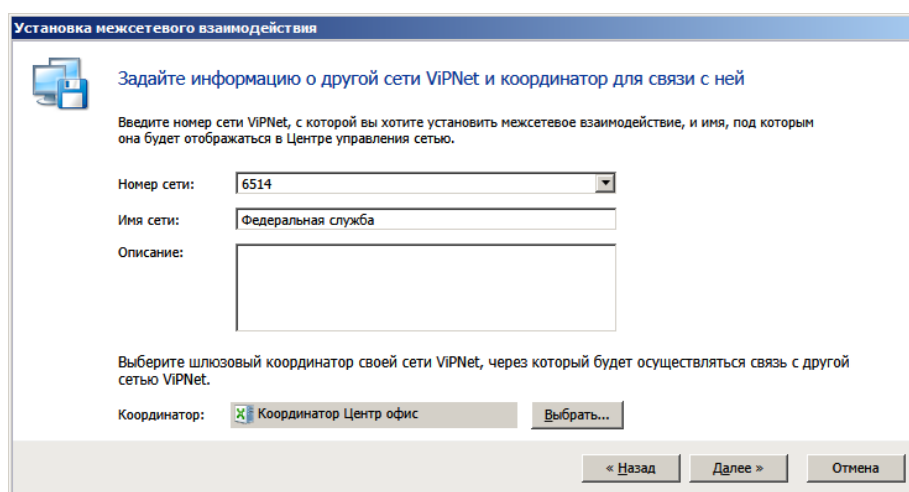 Установка межсетевого взаимодействия
Задайте информацию о другой сети ViPNet и координатор для связи с ней
Введите номер сети ViPNet, с которой вы хотите установить межсетевое взаимодействие, и имя, под которым
она будет отображаться в Центре управления сетью.
Номер сети: 6514
Имя сети: Федеральная служба
Описание:
Выберите шлюзовый координатор своей сети ViPNet, через который будет осуществляться связь с другой
сетью ViPNet.
Координатор: Координатор Центр офис Выбрать...
« Назад Далее » Отмена